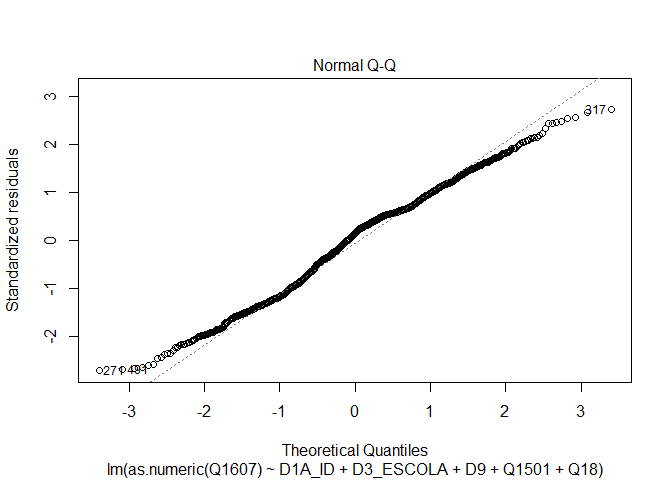 Normal Q-Q
Standardized residuals
3
2
1
0
-1
-2
317
271
491
-3 -2 -1 0 1 2 3
Theoretical Quantiles
lm(as.numeric(Q1607) ~ D1A_ID + D3_ESCOLA + D9 + Q1501 + Q18)